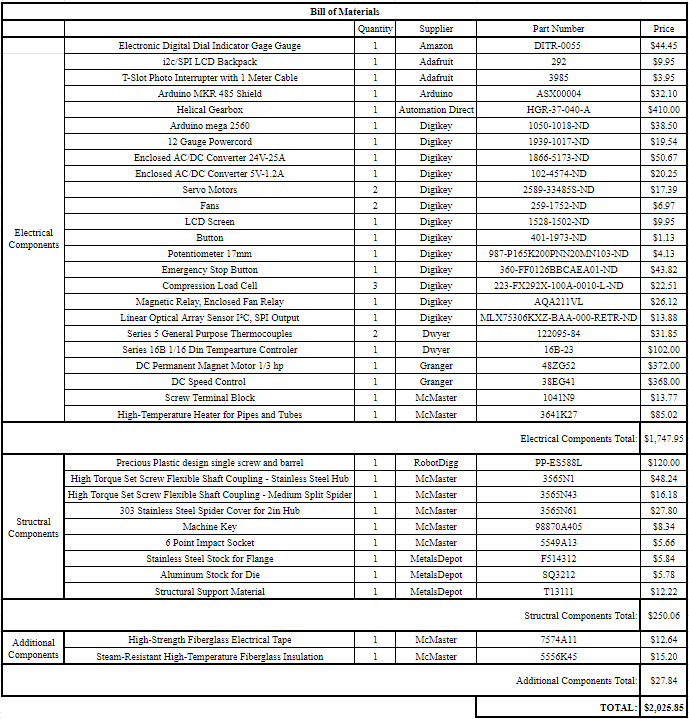 Bill of Materials
Quantity Supplier Part Number Price
Electrical Components
Electronic Digital Dial Indicator Gage Gauge 1 Amazon DITR-0055 $44.45
i2c/SPI LCD Backpack 1 Adafruit 292 $9.95
T-Slot Photo Interrupter with 1 Meter Cable 1 Adafruit 3985 $3.95
Arduino MKR 485 Shield 1 Arduino ASX00004 $32.10
Helical Gearbox 1 Automation Direct HGR-37-040-A $410.00
Arduino mega 2560 1 Digikey 1050-1018-ND $38.50
12 Gauge Powercord 1 Digikey 1939-1017-ND $19.54
Enclosed AC/DC Converter 24V-25A 1 Digikey 1866-5173-ND $50.67
Enclosed AC/DC Converter 5V-1.2A 1 Digikey 102-4574-ND $20.25
Servo Motors 2 Digikey 2589-33485S-ND $17.39
Fans 2 Digikey 259-1752-ND $6.97
LCD Screen 1 Digikey 1528-1502-ND $9.95
Button 1 Digikey 401-1973-ND $1.13
Potentiometer 17mm 1 Digikey 987-P165K200PNN20MN103-ND $4.13
Emergency Stop Button 1 Digikey 360-FF0126BBCAEA01-ND $43.82
Compression Load Cell 3 Digikey 223-FX292X-100A-0010-L-ND $22.51
Magnetic Relay, Enclosed Fan Relay 1 Digikey AQA211VL $26.12
Linear Optical Array Sensor I²C, SPI Output 1 Digikey MLX75306KXZ-BAA-000-RETR-ND $13.88
Series 5 General Purpose Thermocouples 2 Dwyer 122095-84 $31.85
Series 16B 1/16 Din Tempearture Controler 1 Dwyer 16B-23 $102.00
DC Permanent Magnet Motor 1/3 hp 1 Granger 48ZG52 $372.00
DC Speed Control 1 Granger 38EG41 $368.00
Screw Terminal Block 1 McMaster 1041N9 $13.77
High-Temperature Heater for Pipes and Tubes 1 McMaster 3641K27 $85.02
Electrical Components Total: $1,747.95
Structral Components
Precious Plastic design single screw and barrel 1 RobotDigg PP-ES588L $120.00
High Torque Set Screw Flexible Shaft Coupling - Stainless Steel Hub 1 McMaster 3565N1 $48.24
High Torque Set Screw Flexible Shaft Coupling - Medium Split Spider 1 McMaster 3565N43 $16.18
303 Stainless Steel Spider Cover for 2in Hub 1 McMaster 3565N61 $27.80
Machine Key 1 McMaster 98870A405 $8.34
6 Point Impact Socket 1 McMaster 5549A13 $5.66
Stainless Steel Stock for Flange 1 MetalsDepot F514312 $5.84
Aluminum Stock for Die 1 MetalsDepot SQ3212 $5.78
Structural Support Material 1 MetalsDepot T13111 $12.22
Structral Components Total: $250.06
Additional Components
High-Strength Fiberglass Electrical Tape 1 McMaster 7574A11 $12.64
Steam-Resistant High-Temperature Fiberglass Insulation 1 McMaster 5556K45 $15.20
Additional Components Total: $27.84
TOTAL: $2,025.85